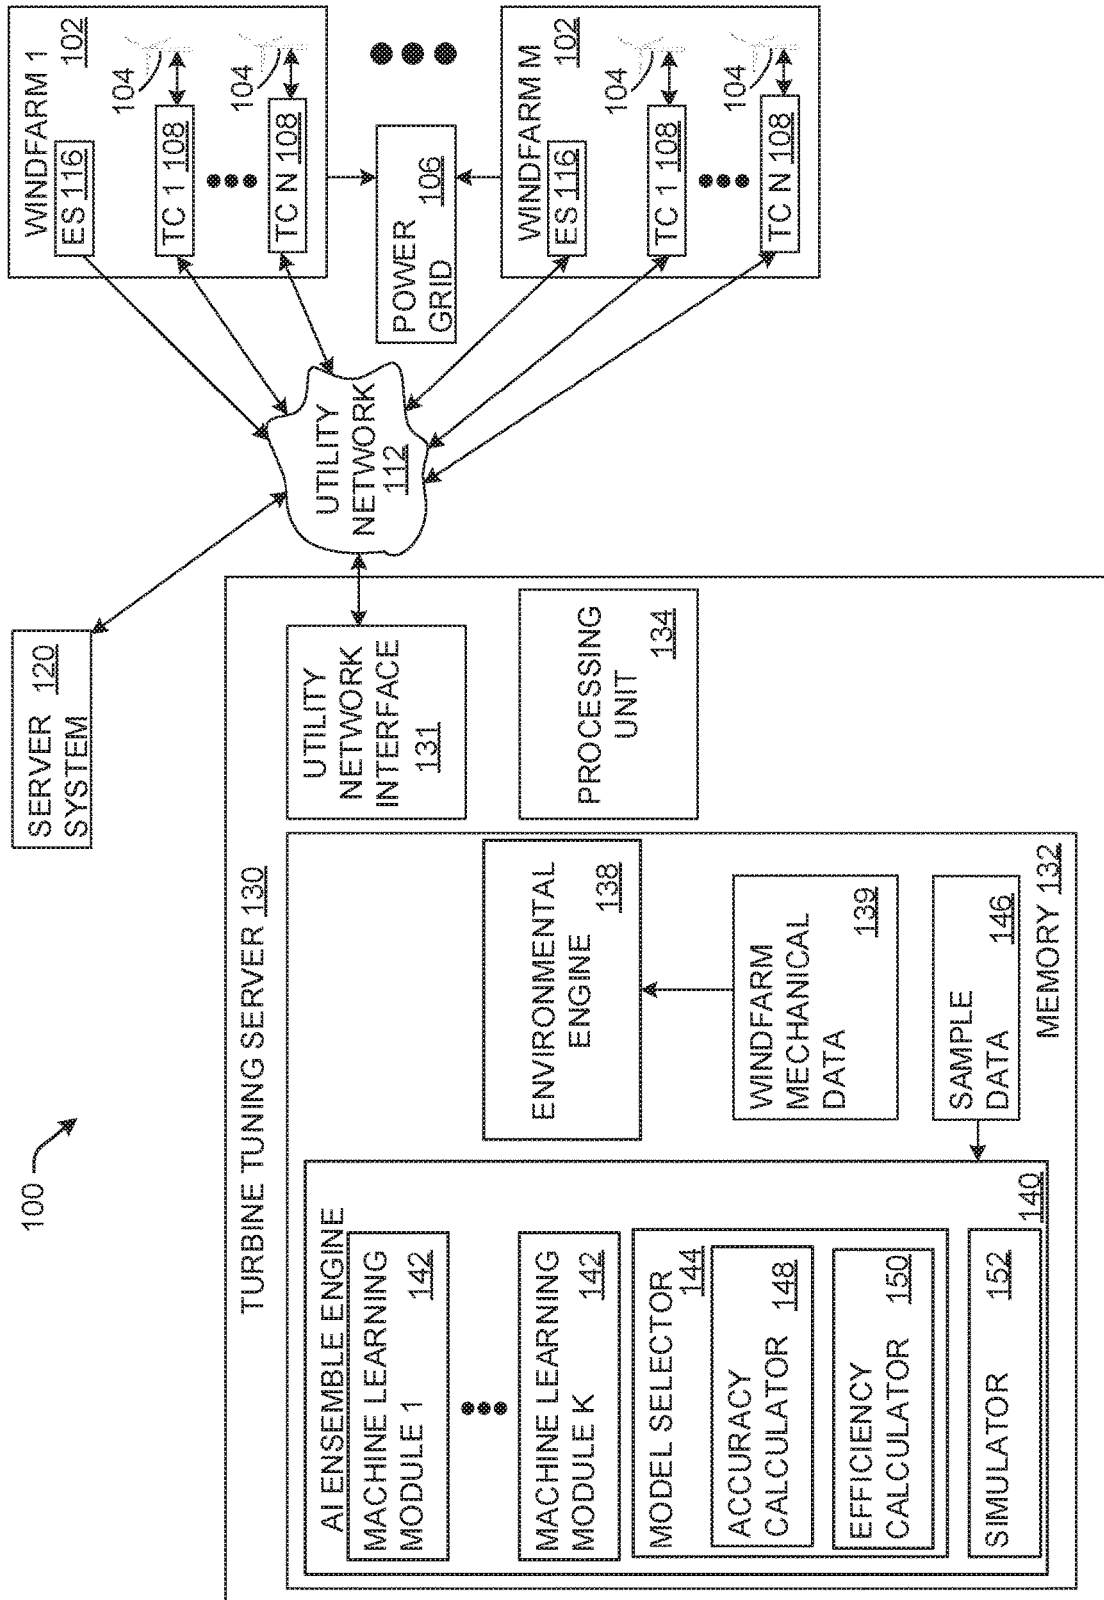 100
SERVER 120
SYSTEM
WINDFARM 1
102
ES 116
104
TC 1 108
104
TC N 108
UTILITY
NETWORK
112
POWER
GRID
106
WINDFARM M
102
ES 116
104
TC 1 108
104
TC N 108
TURBINE TUNING SERVER 130
UTILITY
NETWORK
INTERFACE
131
PROCESSING
UNIT
134
AI ENSEMBLE ENGINE
MACHINE LEARNING
MODULE 1 142
MACHINE LEARNING
MODULE K 142
MODEL SELECTOR
144
ACCURACY
CALCULATOR 148
EFFICIENCY
CALCULATOR 150
SIMULATOR 152
140
ENVIRONMENTAL
ENGINE 138
WINDFARM
MECHANICAL
DATA 139
SAMPLE
DATA 146
MEMORY 132